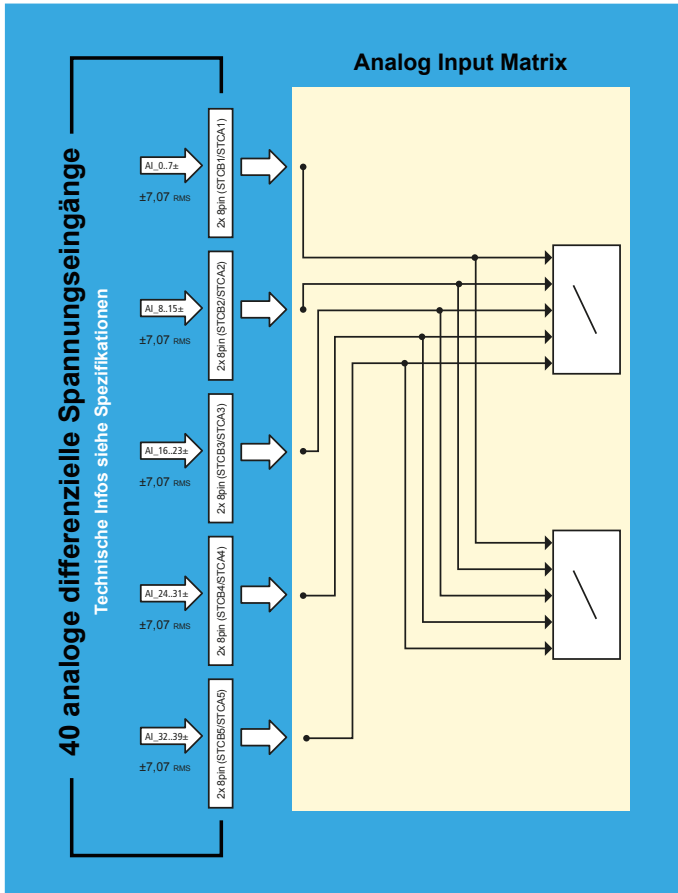 40 analoge differenzielle Spannungseingänge
Technische Infos siehe Spezifikationen
Analog Input Matrix
AI_0..7±
±7,07 RMS
2x 8pin (STCB1/STCA1)
AI_8..15±
±7,07 RMS
2x 8pin (STCB2/STCA2)
AI_16..23±
±7,07 RMS
2x 8pin (STCB3/STCA3)
AI_24..31±
±7,07 RMS
2x 8pin (STCB4/STCA4)
AI_32..39±
±7,07 RMS
2x 8pin (STCB5/STCA5)